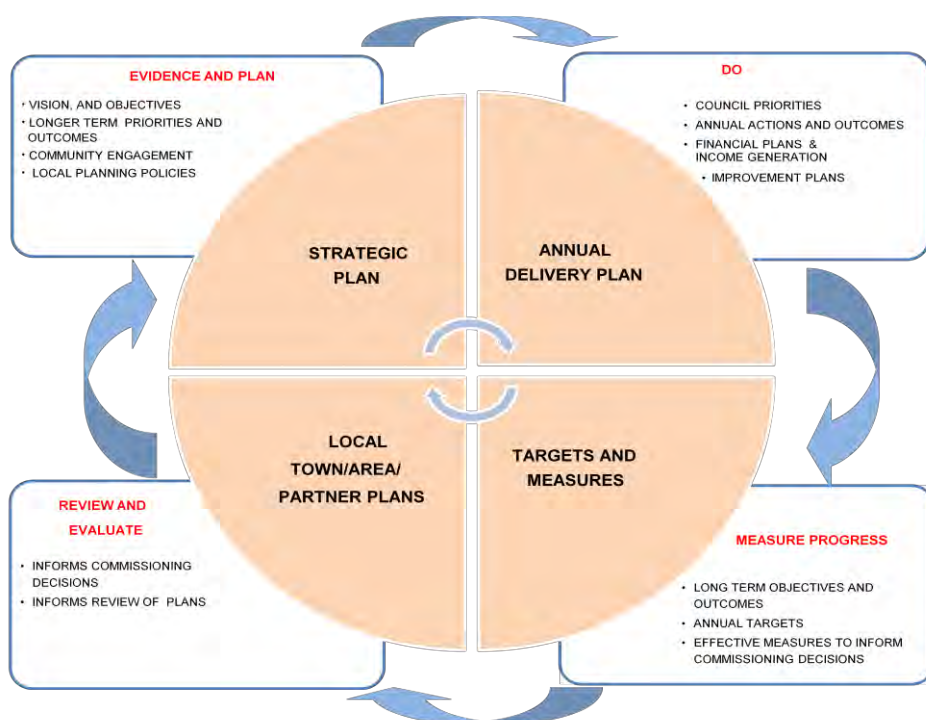 EVIDENCE AND PLAN
• VISION, AND OBJECTIVES
• LONGER TERM PRIORITIES AND
OUTCOMES
• COMMUNITY ENGAGEMENT
• LOCAL PLANNING POLICIES
DO
• COUNCIL PRIORITIES
• ANNUAL ACTIONS AND OUTCOMES
• FINANCIAL PLANS &
INCOME GENERATION
• IMPROVEMENT PLANS
STRATEGIC
PLAN
ANNUAL
DELIVERY PLAN
LOCAL
TOWN/AREA/
PARTNER PLANS
TARGETS AND
MEASURES
REVIEW AND
EVALUATE
• INFORMS COMMISSIONING
DECISIONS
• INFORMS REVIEW OF PLANS
MEASURE PROGRESS
• LONG TERM OBJECTIVES AND
OUTCOMES
• ANNUAL TARGETS
• EFFECTIVE MEASURES TO INFORM
COMMISSIONING DECISIONS